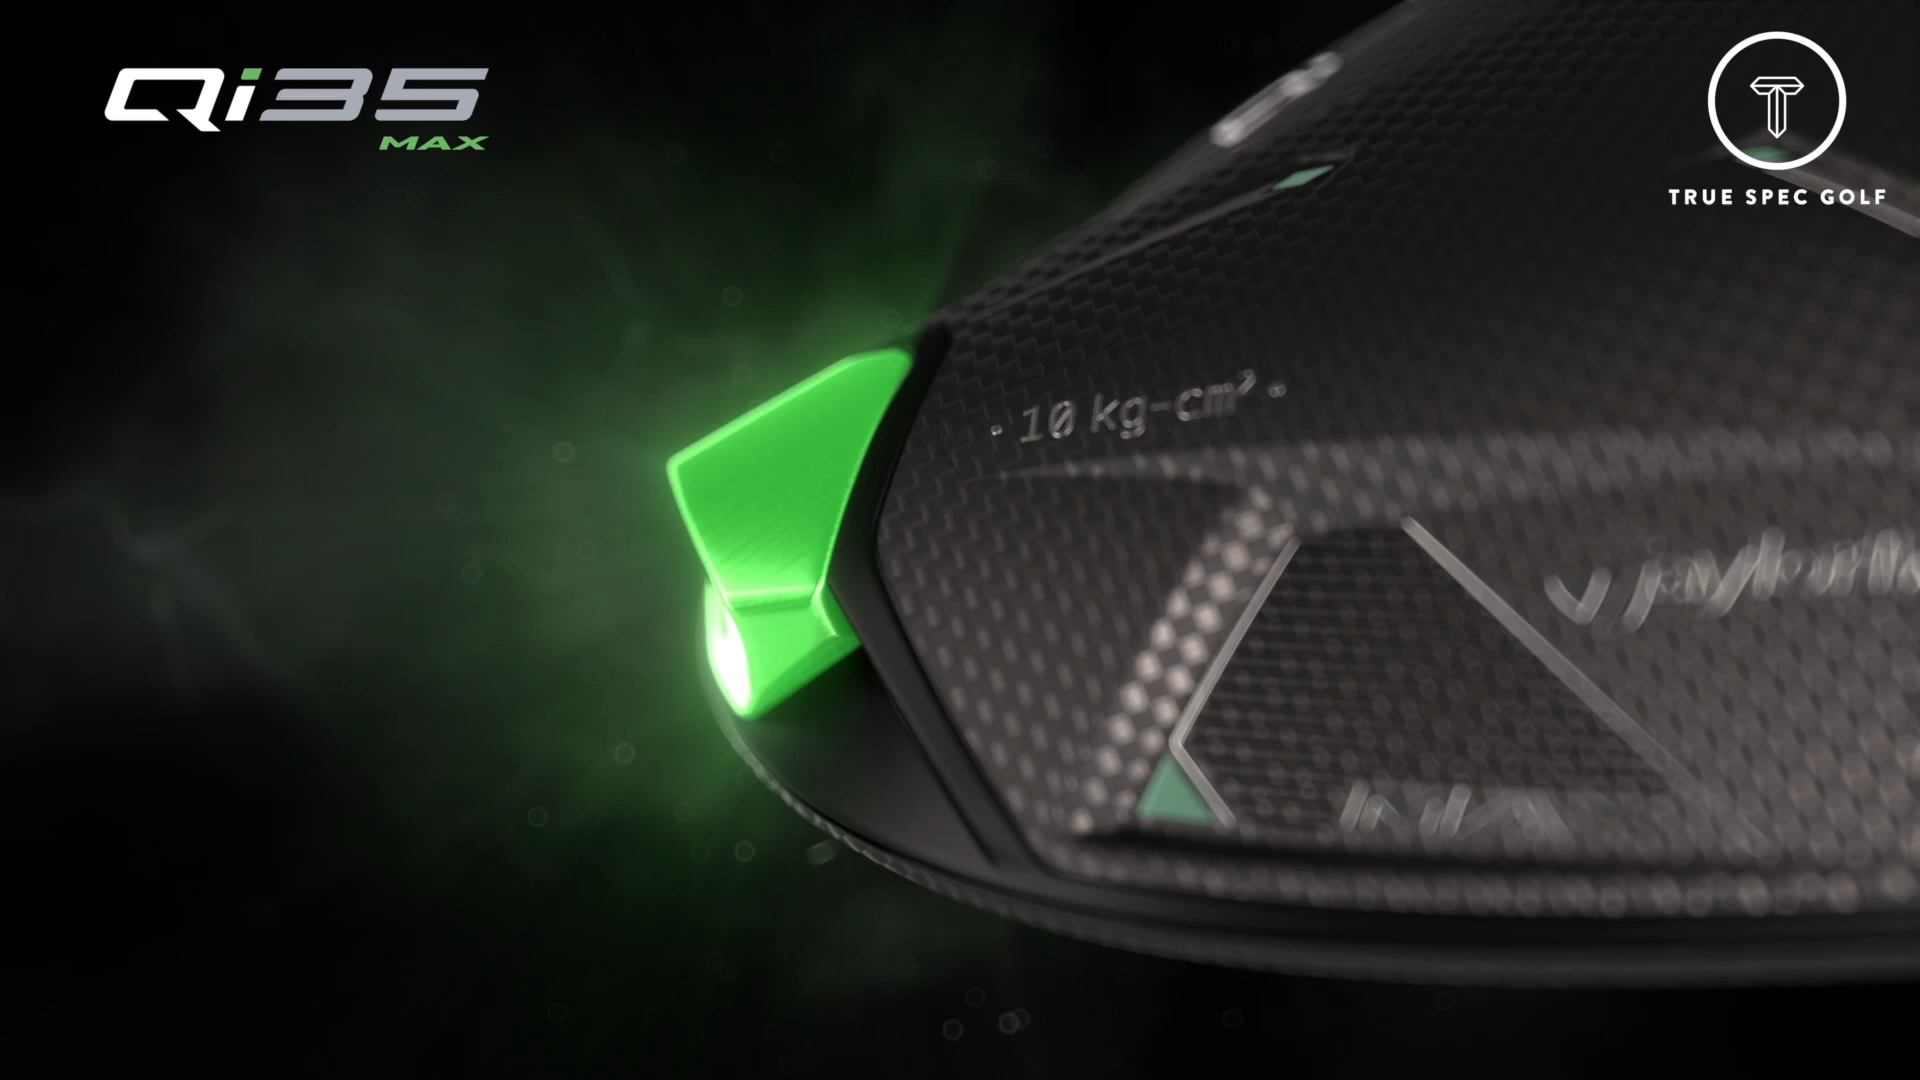 Qi35
MAX
TRUE SPEC GOLF
· 10 kg-cm² ·